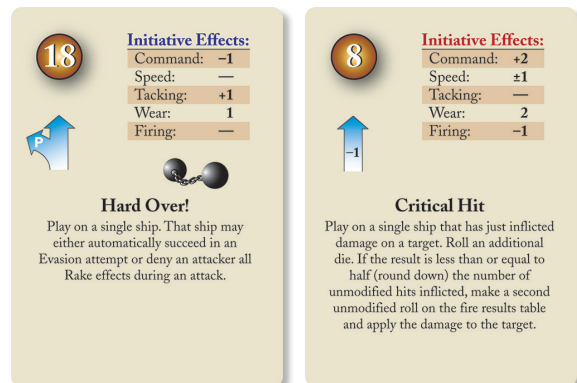 18
Initiative Effects:
Command: −1
Speed: —
Tacking: +1
Wear: 1
Firing: —
P
Hard Over!
Play on a single ship. That ship may
either automatically succeed in an
Evasion attempt or deny an attacker all
Rake effects during an attack.
8
Initiative Effects:
Command: +2
Speed: ±1
Tacking: —
Wear: 2
Firing: −1
−1
Critical Hit
Play on a single ship that has just inflicted
damage on a target. Roll an additional
die. If the result is less than or equal to
half (round down) the number of
unmodified hits inflicted, make a second
unmodified roll on the fire results table
and apply the damage to the target.